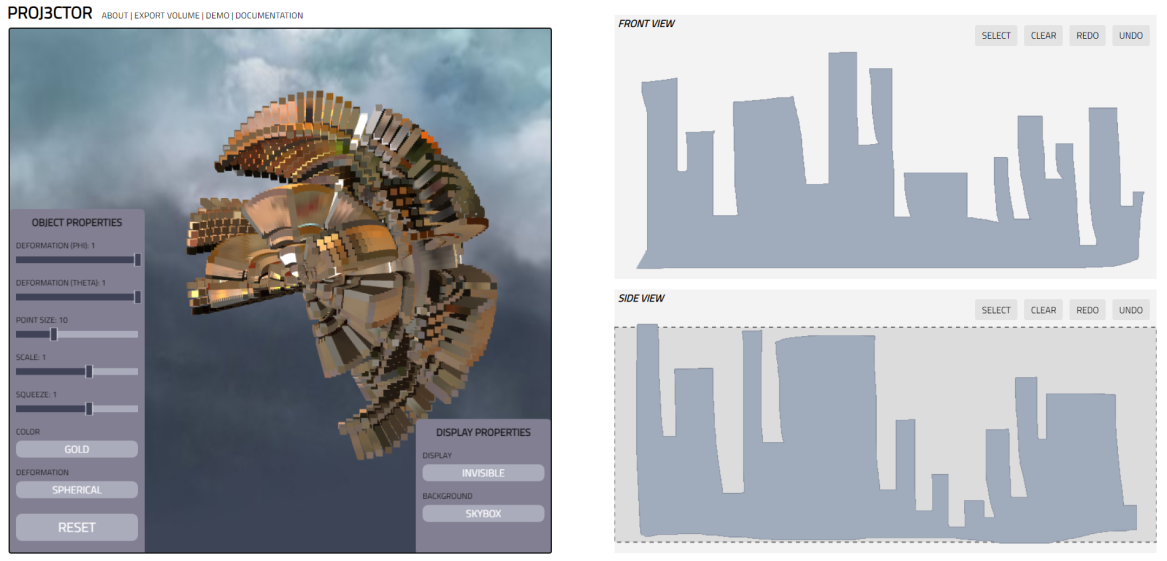 PROJ3CTOR
ABOUT | EXPORT VOLUME | DEMO | DOCUMENTATION
OBJECT PROPERTIES
DEFORMATION (PHI): 1
DEFORMATION (THETA): 1
POINT SIZE: 10
SCALE: 1
SQUEEZE: 1
COLOR
GOLD
DEFORMATION
SPHERICAL
RESET
DISPLAY PROPERTIES
DISPLAY
INVISIBLE
BACKGROUND
SKYBOX
FRONT VIEW
SELECT CLEAR REDO UNDO
SIDE VIEW
SELECT CLEAR REDO UNDO